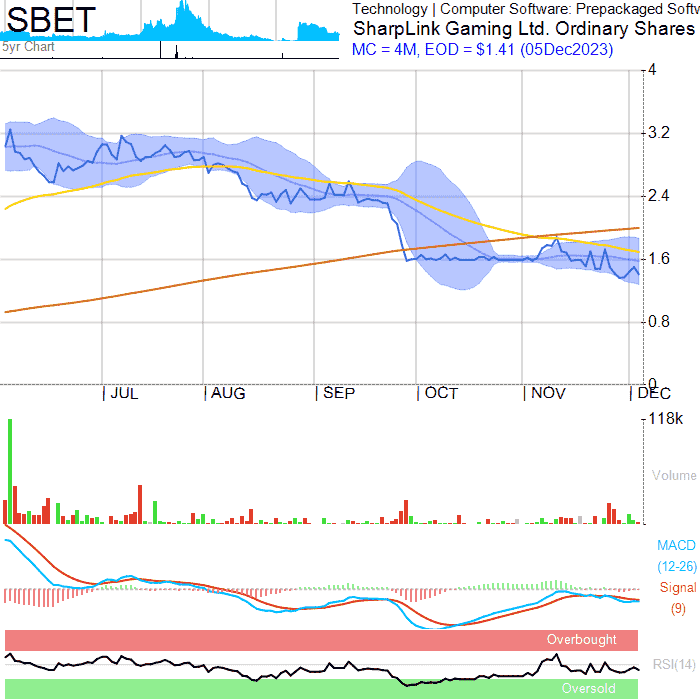 SBET
5yr Chart
Technology | Computer Software: Prepackaged Softw
SharpLink Gaming Ltd. Ordinary Shares
MC = 4M, EOD = $1.41 (05Dec2023)
4
3.2
2.4
1.6
0.8
0
JUL AUG SEP OCT NOV DEC
118k
Volume
MACD
(12-26)
Signal
(9)
Overbought
RSI(14)
Oversold